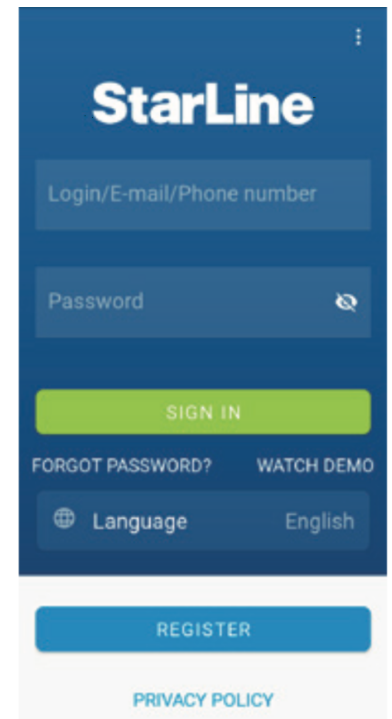 StarLine
Login/E-mail/Phone number
Password
SIGN IN
FORGOT PASSWORD? WATCH DEMO
Language English
REGISTER
PRIVACY POLICY